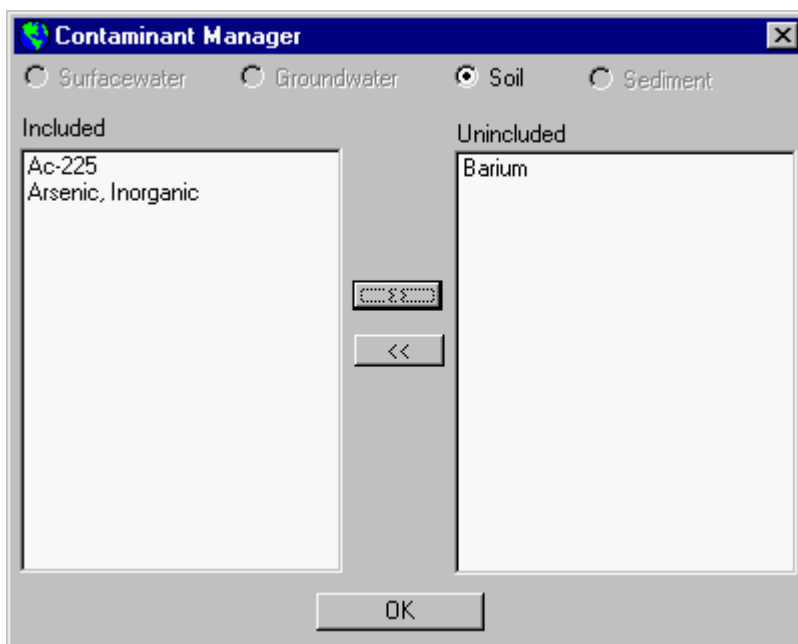 Contaminant Manager
Surfacewater Groundwater Soil Sediment
Included
Unincluded
Ac-225
Arsenic, Inorganic
Barium
>>
<<
OK